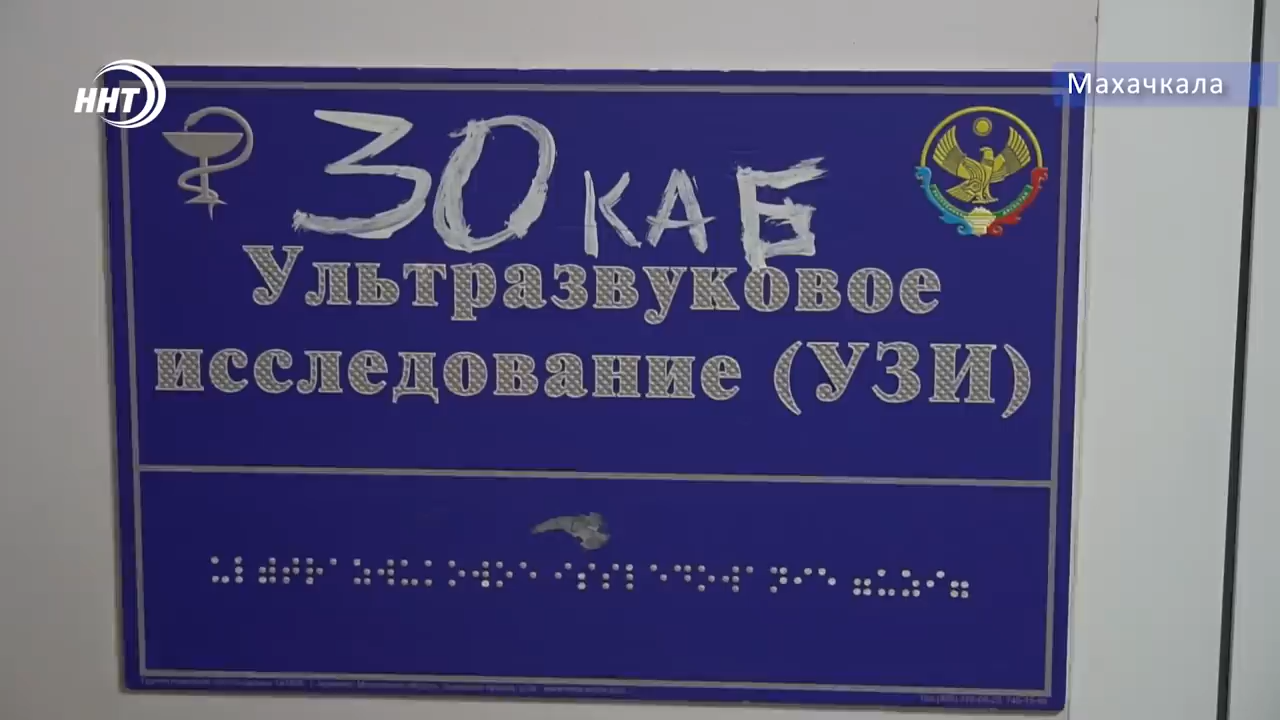 ННТ
Махачкала
30 каб
Ультразвуковое
исследование (УЗИ)